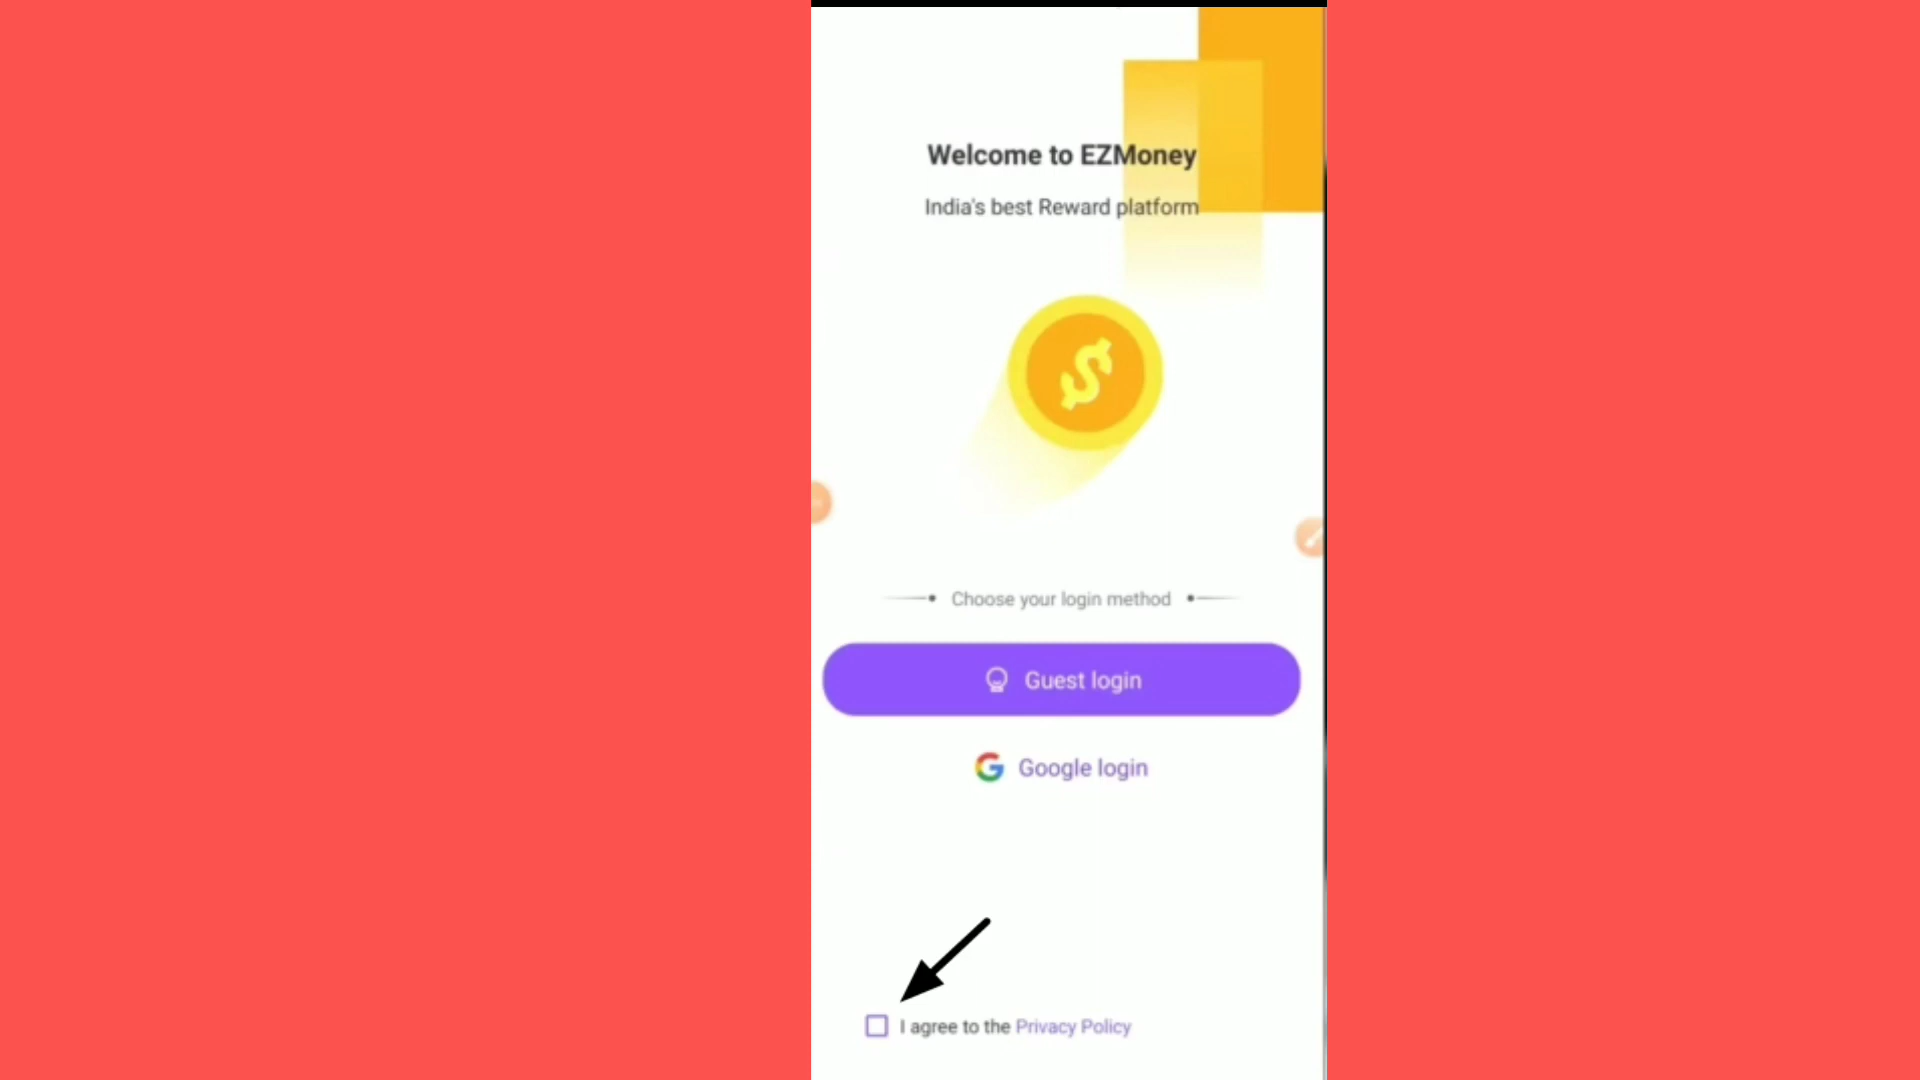 Welcome to EZMoney
India's best Reward platform
$
Choose your login method
Guest login
Google login
I agree to the Privacy Policy